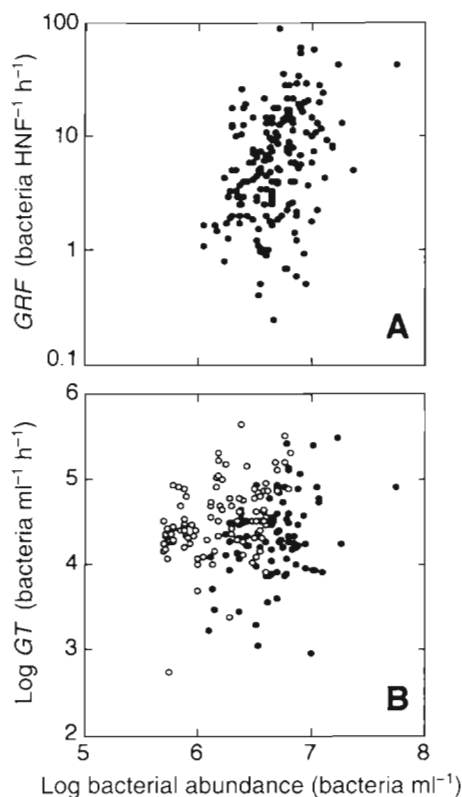 100
10
1
0.1
GRF (bacteria HNF⁻¹ h⁻¹)
A
6
5
4
3
2
Log GT (bacteria ml⁻¹ h⁻¹)
B
5 6 7 8
Log bacterial abundance (bacteria ml⁻¹)